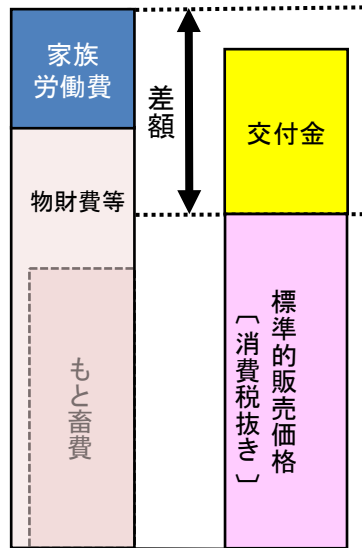 家族
労働費
物財費等
もと畜費
差額
交付金
標準的販売価格
〔消費税抜き〕